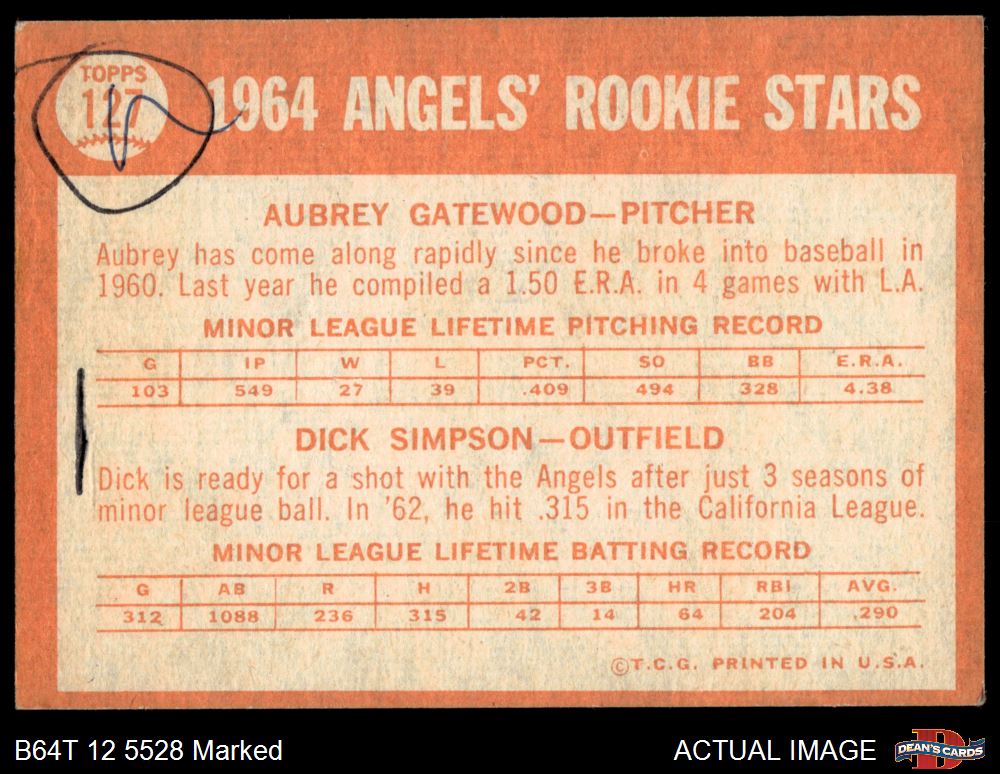 TOPPS
127
1964 ANGELS' ROOKIE STARS
AUBREY GATEWOOD—PITCHER
Aubrey has come along rapidly since he broke into baseball in
1960. Last year he compiled a 1.50 E.R.A. in 4 games with L.A.
MINOR LEAGUE LIFETIME PITCHING RECORD
G IP W L PCT. SO BB E.R.A.
103 549 27 39 .409 494 328 4.38
DICK SIMPSON—OUTFIELD
Dick is ready for a shot with the Angels after just 3 seasons of
minor league ball. In '62, he hit .315 in the California League.
MINOR LEAGUE LIFETIME BATTING RECORD
G AB R H 2B 3B HR RBI AVG.
312 1088 236 315 42 14 64 204 .290
©T.C.G. PRINTED IN U.S.A.
B64T 12 5528 Marked
ACTUAL IMAGE
DEAN'S CARDS